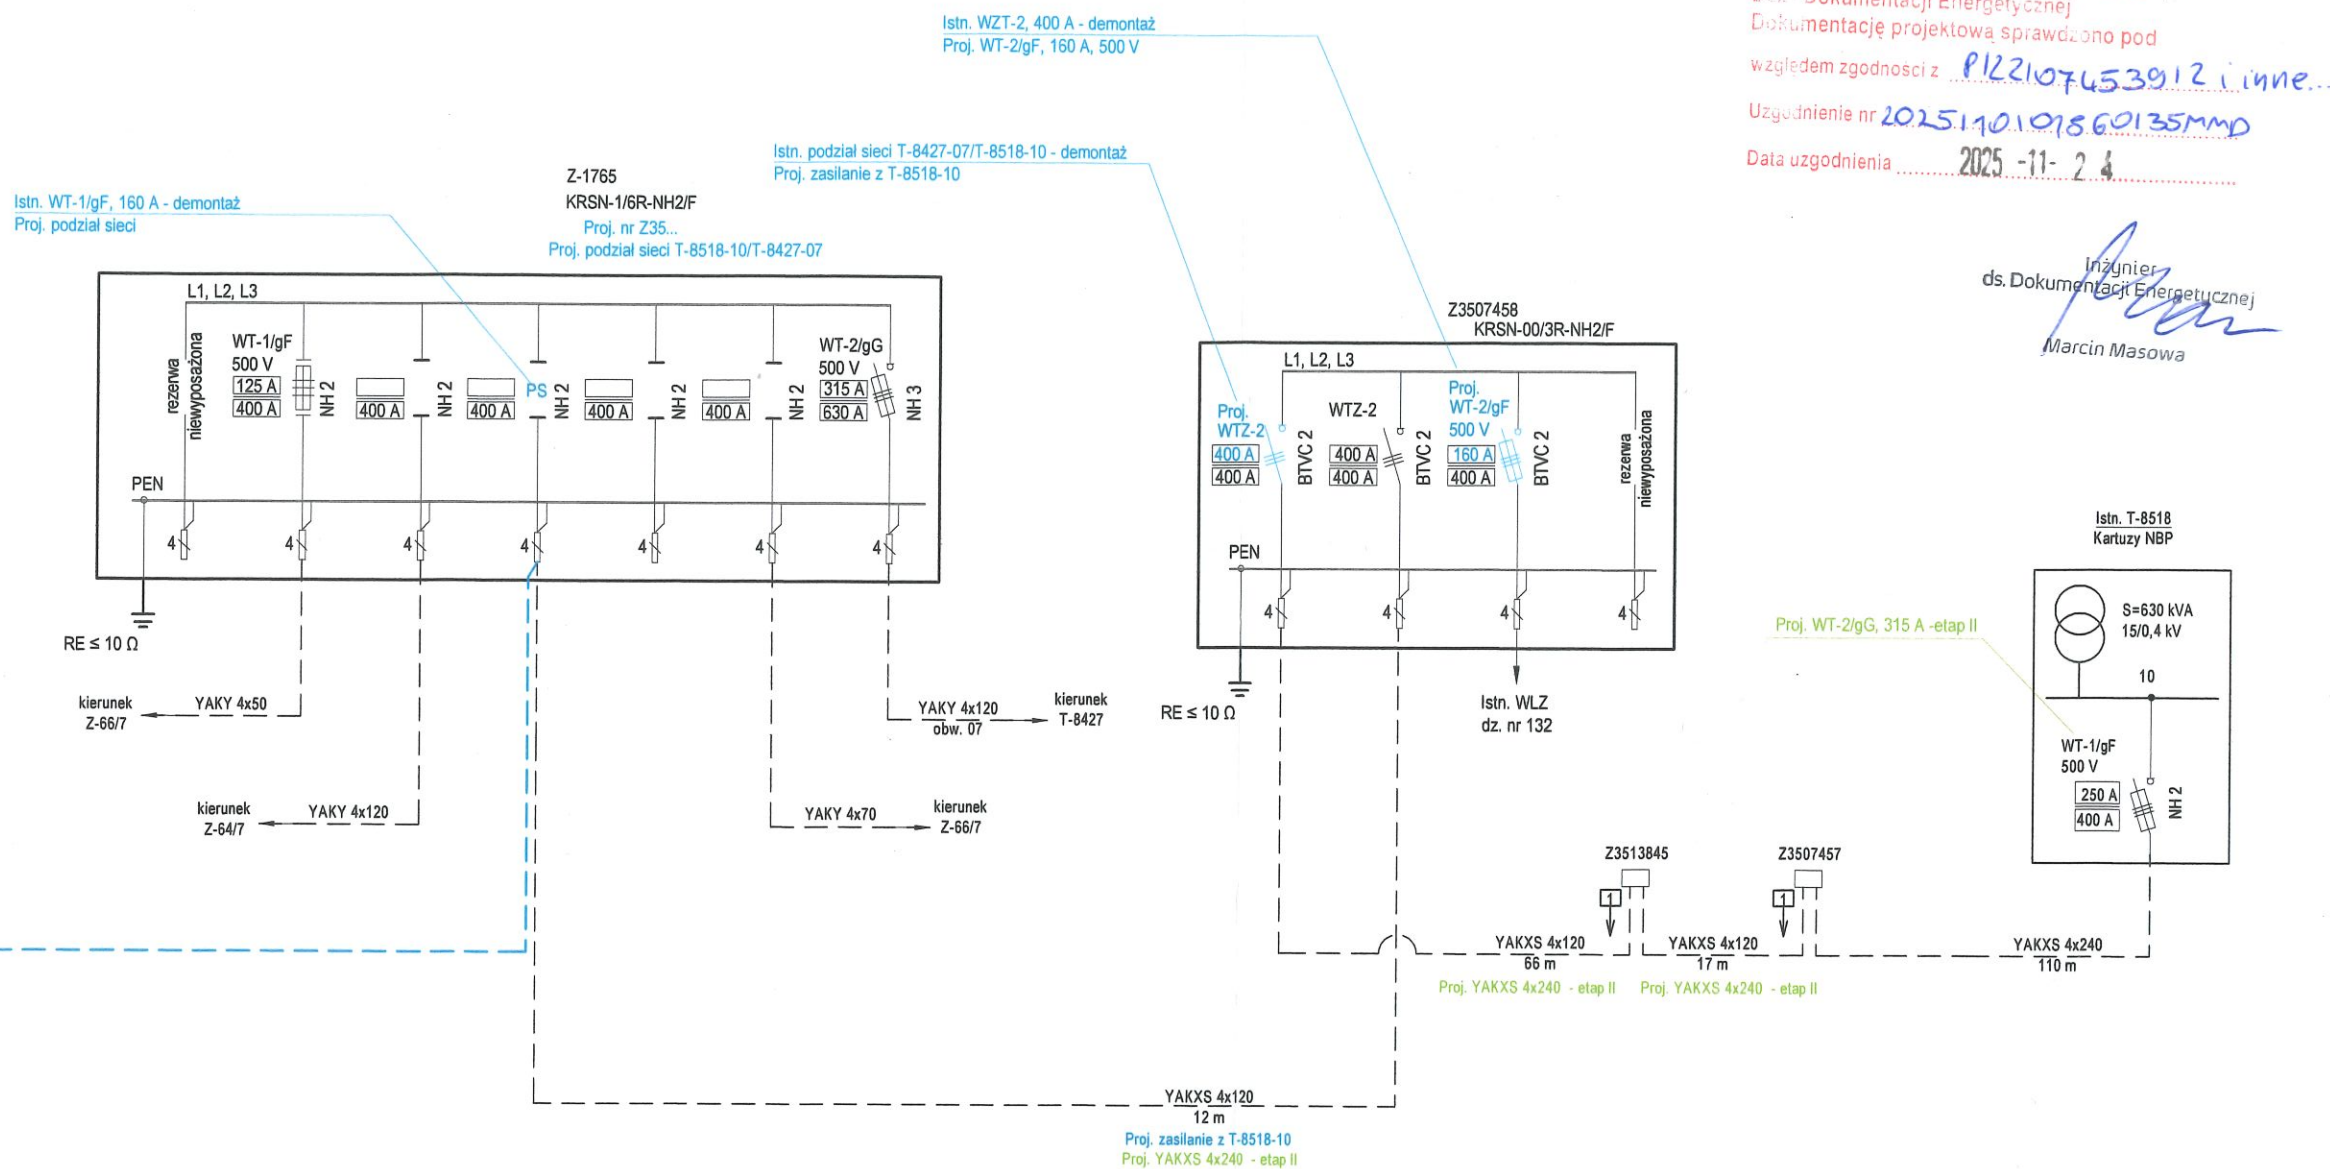 Istn. WZT-2, 400 A - demontaż
Proj. WT-2/gF, 160 A, 500 V
Dokumentacji Energetycznej
Dokumentację projektową sprawdzono pod
względem zgodności z P/22/074539 12 i inne...
Uzgodnienie nr
Data uzgodnienia 2025 -11- 2 4
Inżynier
ds. Dokumentacji Energetycznej
Marcin Masowa
Istn. podział sieci T-8427-07/T-8518-10 - demontaż
Proj. zasilanie z T-8518-10
Istn. WT-1/gF, 160 A - demontaż
Proj. podział sieci
Z-1765
KRSN-1/6R-NH2/F
Proj. nr Z35...
Proj. podział sieci T-8518-10/T-8427-07
L1, L2, L3
rezerwa
niewyposażona
WT-1/gF
500 V
125 A
400 A
NH 2
400 A
NH 2
400 A
PS
NH 2
400 A
NH 2
400 A
NH 2
WT-2/gG
500 V
315 A
630 A
NH 3
PEN
4
4
4
4
4
4
4
RE ≤ 10 Ω
kierunek
Z-66/7
YAKY 4x50
kierunek
Z-64/7
YAKY 4x120
YAKY 4x70
kierunek
Z-66/7
YAKY 4x120
obw. 07
kierunek
T-8427
Z3507458
KRSN-00/3R-NH2/F
L1, L2, L3
Proj.
WTZ-2
400 A
400 A
BTVC 2
WTZ-2
400 A
400 A
BTVC 2
Proj.
WT-2/gF
500 V
160 A
400 A
BTVC 2
rezerwa
niewyposażona
PEN
4
4
4
4
RE ≤ 10 Ω
Istn. WLZ
dz. nr 132
Istn. T-8518
Kartuzy NBP
S=630 kVA
15/0,4 kV
10
Proj. WT-2/gG, 315 A -etap II
WT-1/gF
500 V
250 A
400 A
NH 2
Z3513845
1
Z3507457
1
YAKXS 4x120
66 m
Proj. YAKXS 4x240 - etap II
YAKXS 4x120
17 m
Proj. YAKXS 4x240 - etap II
YAKXS 4x240
110 m
YAKXS 4x120
12 m
Proj. zasilanie z T-8518-10
Proj. YAKXS 4x240 - etap II